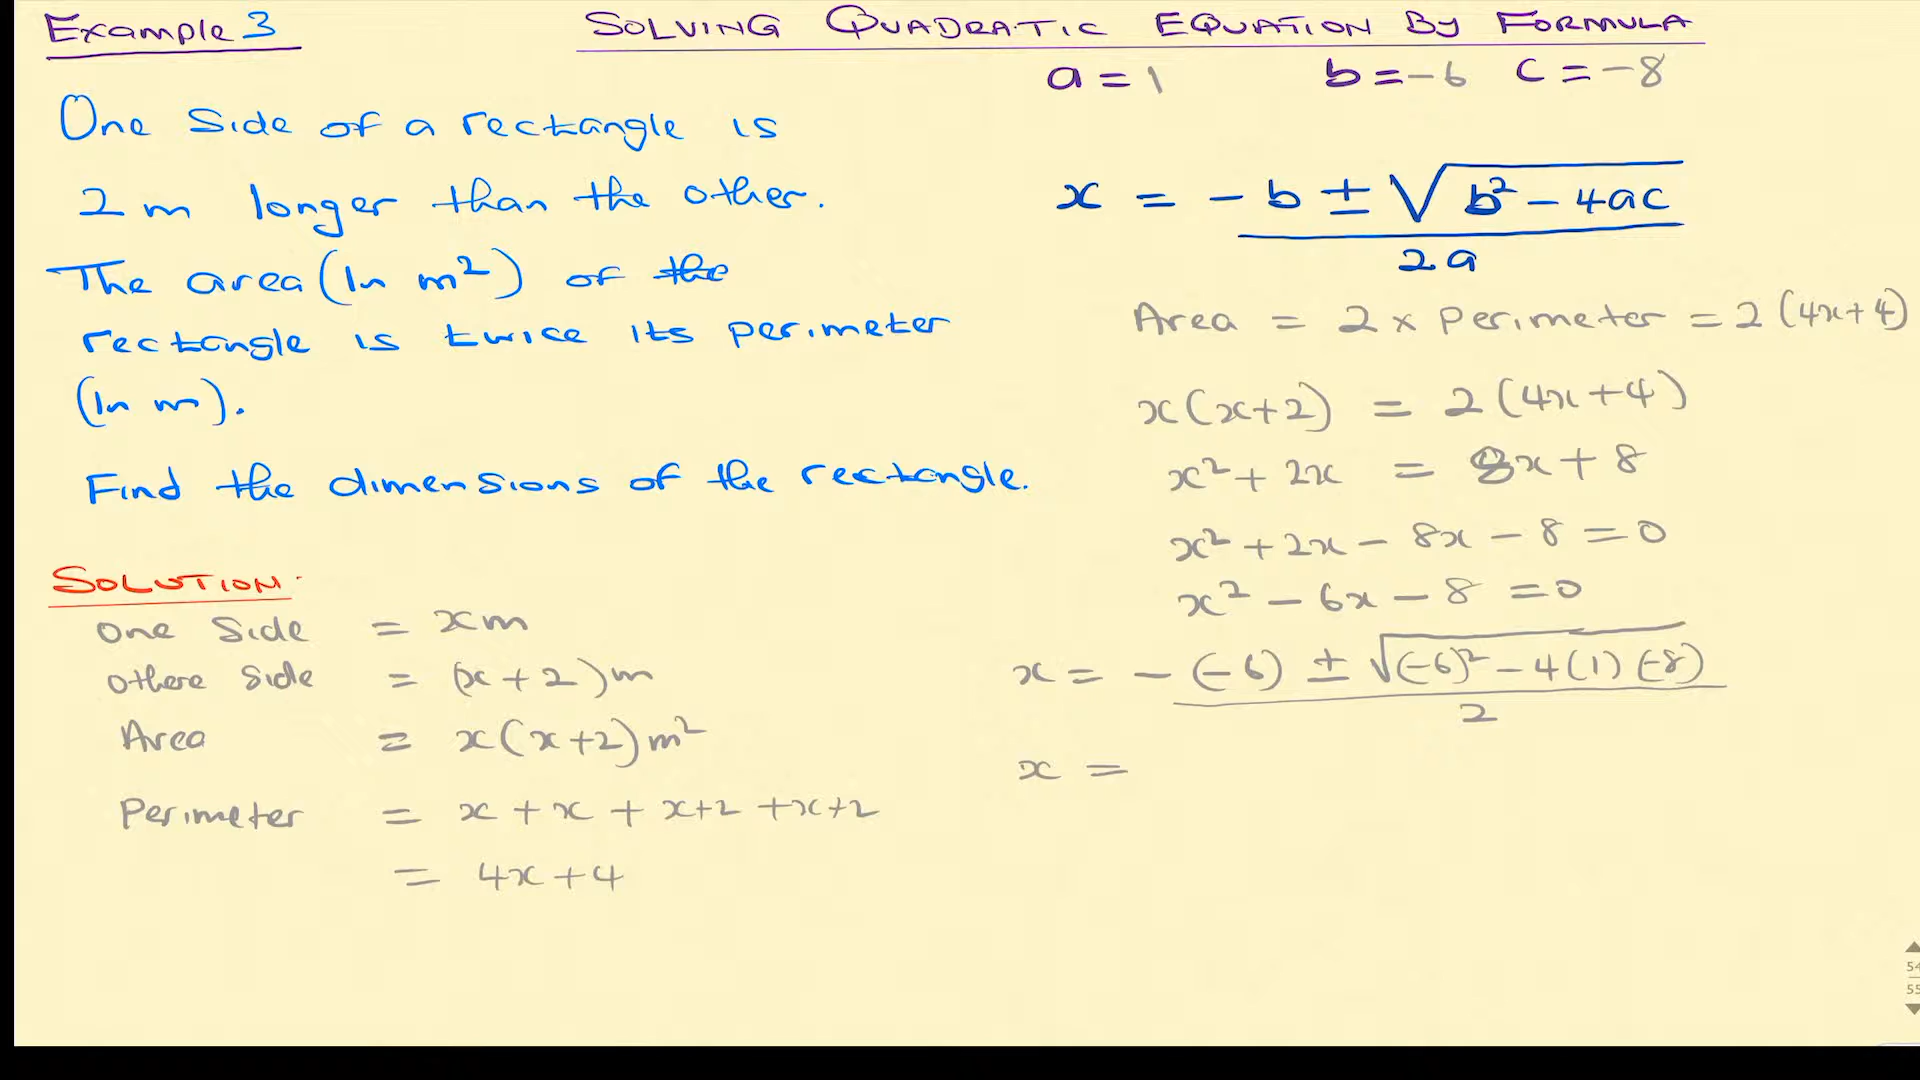 Example 3
SOLVING QUADRATIC EQUATION BY FORMULA
a = 1 b = -6 c = -8
One Side of a rectangle is
2m longer than the other.
The area (In m²) of the
rectangle is twice its perimeter
(In m).
Find the dimensions of the rectangle.
x = -b ± √(b² - 4ac)
2a
SOLUTION.
One Side = xm
Othere Side = (x+2)m
Area = x(x+2)m²
Perimeter = x + x + x+2 + x+2
= 4x+4
Area = 2 × Perimeter = 2(4x+4)
x(x+2) = 2(4x+4)
x² + 2x = 8x + 8
x² + 2x - 8x - 8 = 0
x² - 6x - 8 = 0
x = -(-6) ± √(-6)² - 4(1)(-8)
2
x =
54
55